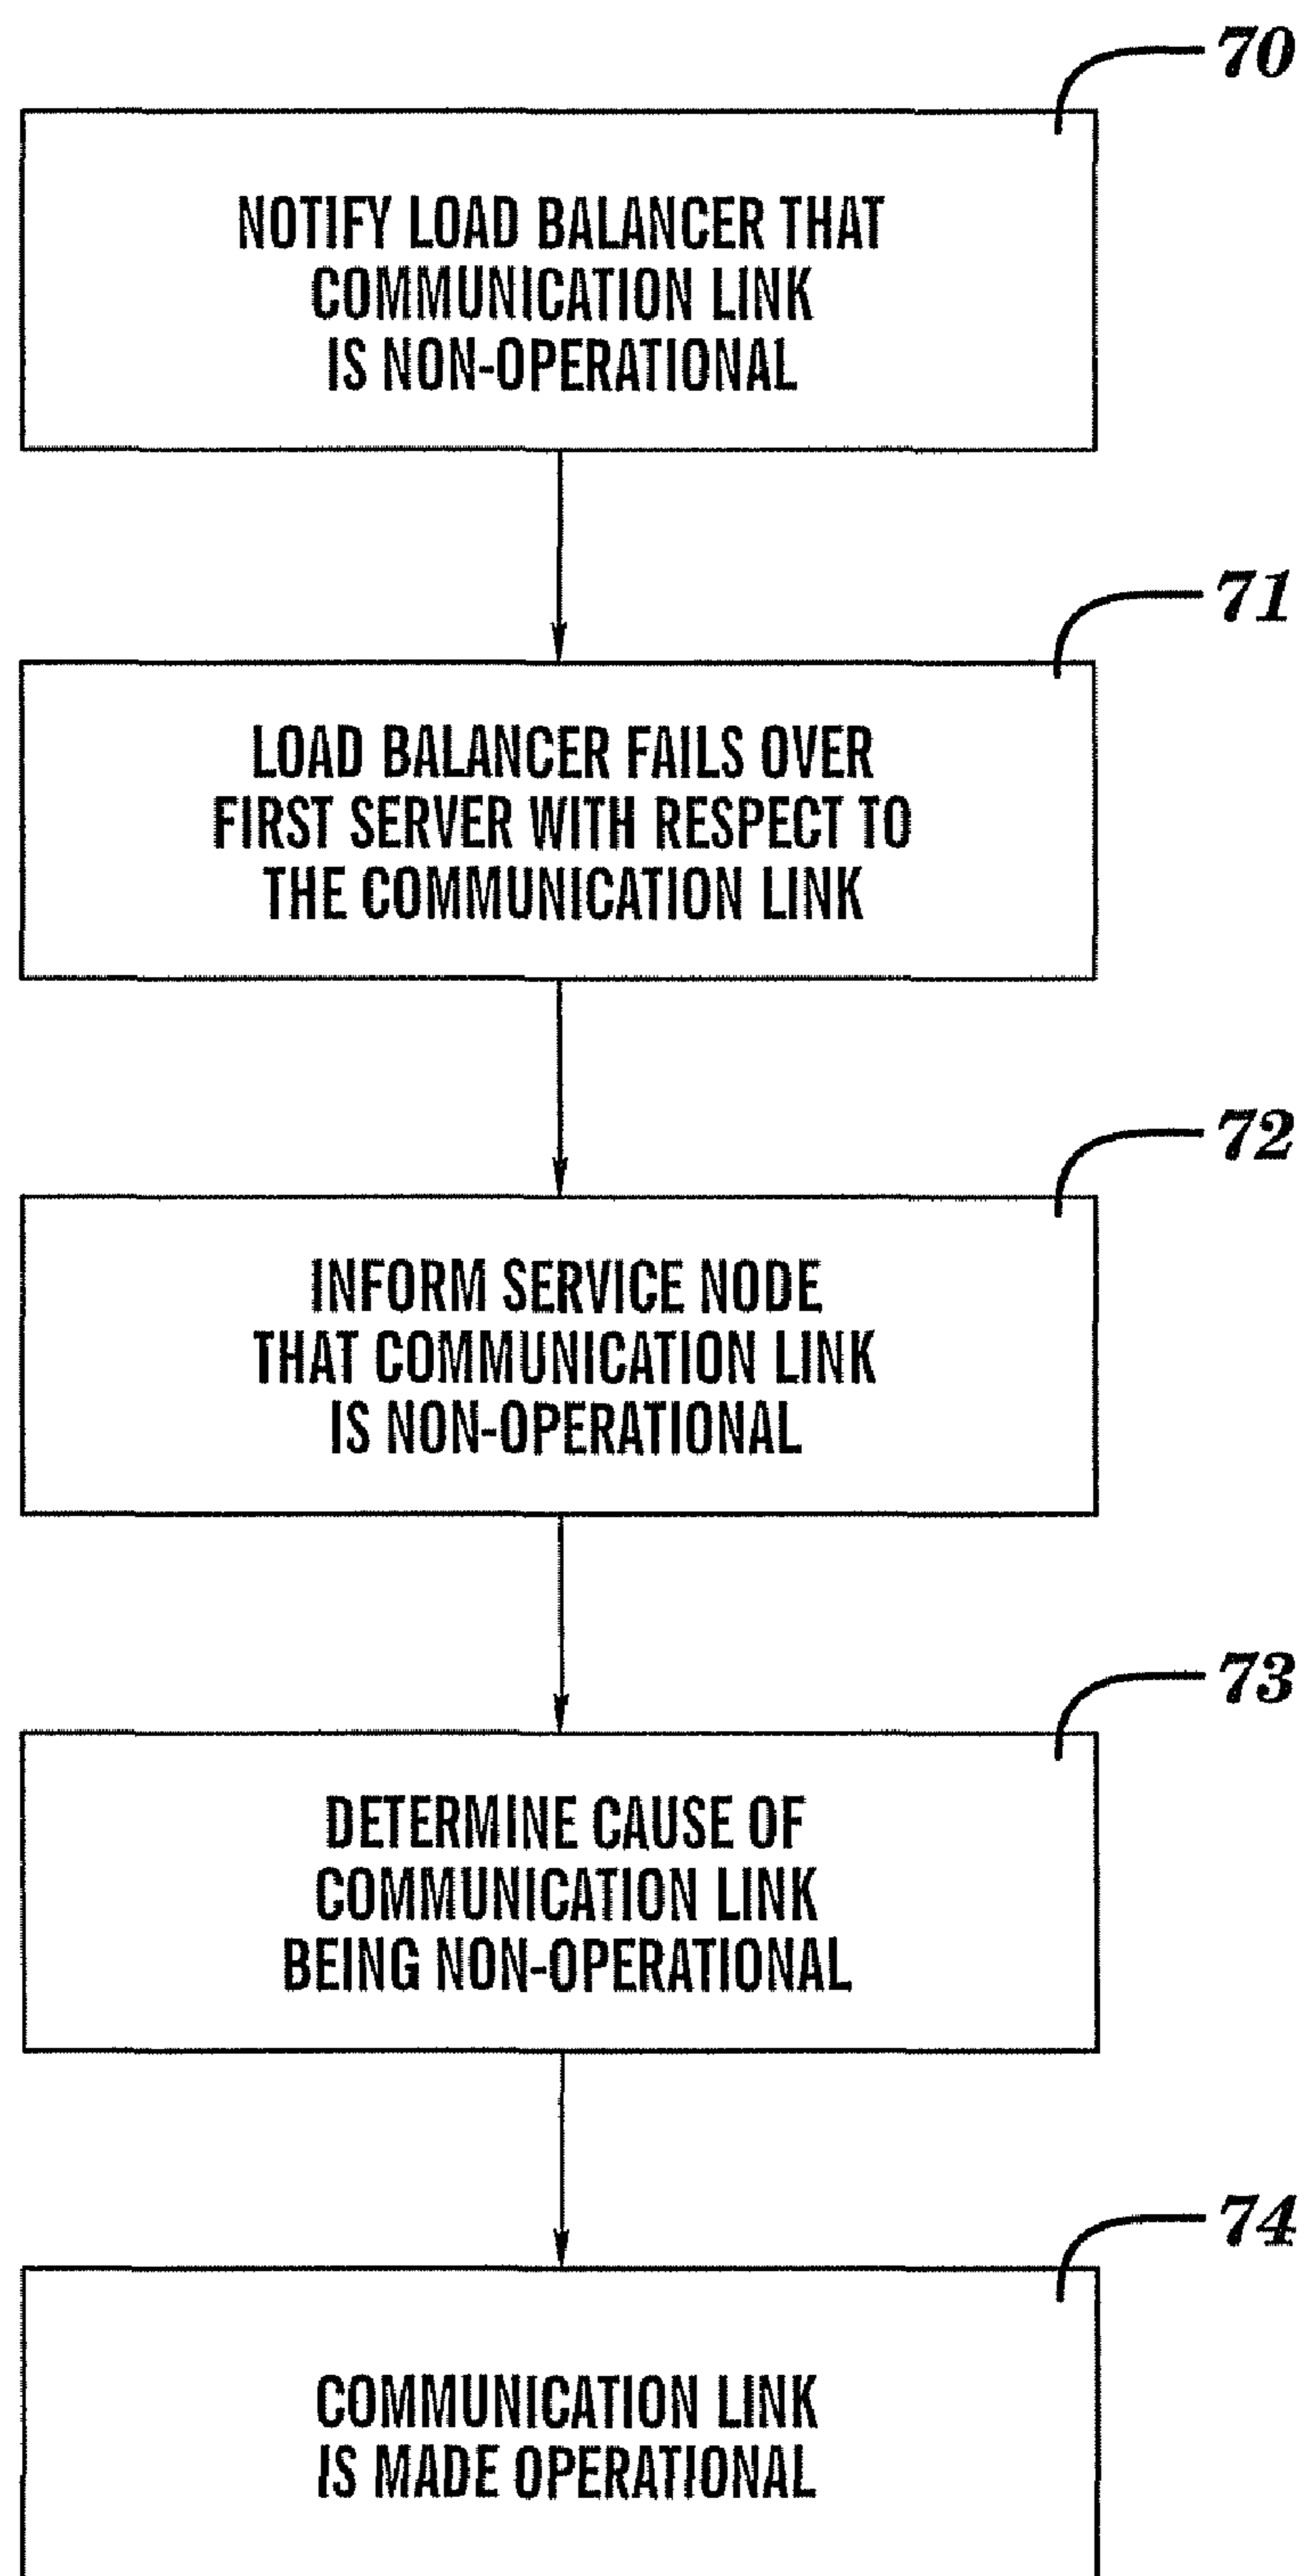 70
NOTIFY LOAD BALANCER THAT
COMMUNICATION LINK
IS NON-OPERATIONAL
71
LOAD BALANCER FAILS OVER
FIRST SERVER WITH RESPECT TO
THE COMMUNICATION LINK
72
INFORM SERVICE NODE
THAT COMMUNICATION LINK
IS NON-OPERATIONAL
73
DETERMINE CAUSE OF
COMMUNICATION LINK
BEING NON-OPERATIONAL
74
COMMUNICATION LINK
IS MADE OPERATIONAL